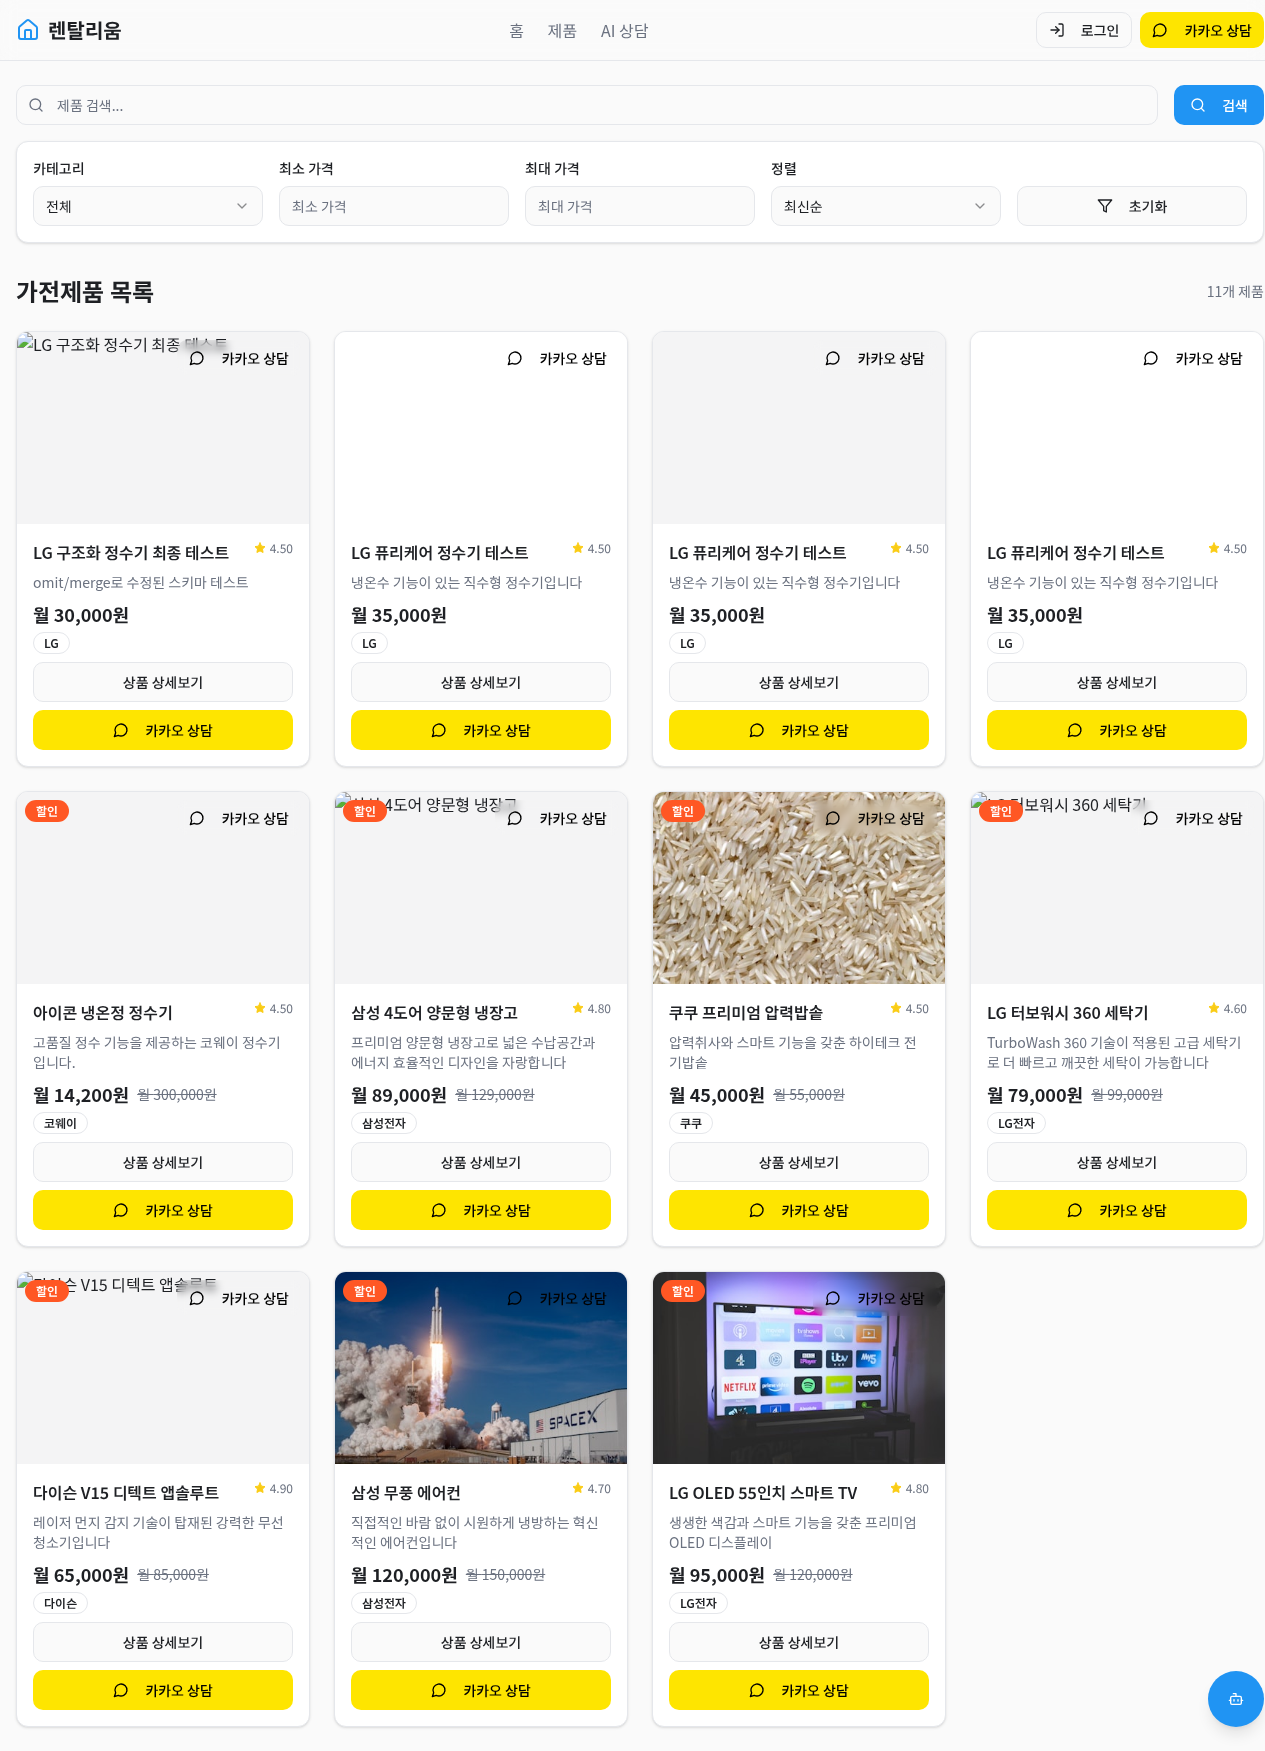 렌탈리움
홈 제품 AI 상담
로그인 카카오 상담
제품 검색...
검색
카테고리 최소 가격 최대 가격 정렬
전체 최소 가격 최대 가격 최신순 초기화
가전제품 목록
11개 제품
LG 구조화 정수기 최종 테스트
카카오 상담
LG 구조화 정수기 최종 테스트
4.50
omit/merge로 수정된 스키마 테스트
월 30,000원
LG
상품 상세보기
카카오 상담
카카오 상담
LG 퓨리케어 정수기 테스트
4.50
냉온수 기능이 있는 직수형 정수기입니다
월 35,000원
LG
상품 상세보기
카카오 상담
카카오 상담
LG 퓨리케어 정수기 테스트
4.50
냉온수 기능이 있는 직수형 정수기입니다
월 35,000원
LG
상품 상세보기
카카오 상담
카카오 상담
LG 퓨리케어 정수기 테스트
4.50
냉온수 기능이 있는 직수형 정수기입니다
월 35,000원
LG
상품 상세보기
카카오 상담
할인
카카오 상담
아이콘 냉온정 정수기
4.50
고품질 정수 기능을 제공하는 코웨이 정수기
입니다.
월 14,200원 월 300,000원
코웨이
상품 상세보기
카카오 상담
할인
4도어 양문형 냉장고
카카오 상담
삼성 4도어 양문형 냉장고
4.80
프리미엄 양문형 냉장고로 넓은 수납공간과
에너지 효율적인 디자인을 자랑합니다
월 89,000원 월 129,000원
삼성전자
상품 상세보기
카카오 상담
할인
카카오 상담
쿠쿠 프리미엄 압력밥솥
4.50
압력취사와 스마트 기능을 갖춘 하이테크 전
기밥솥
월 45,000원 월 55,000원
쿠쿠
상품 상세보기
카카오 상담
할인
터보워시 360 세탁기
카카오 상담
LG 터보워시 360 세탁기
4.60
TurboWash 360 기술이 적용된 고급 세탁기
로 더 빠르고 깨끗한 세탁이 가능합니다
월 79,000원 월 99,000원
LG전자
상품 상세보기
카카오 상담
할인
V15 디텍트 앱솔루트
카카오 상담
다이슨 V15 디텍트 앱솔루트
4.90
레이저 먼지 감지 기술이 탑재된 강력한 무선
청소기입니다
월 65,000원 월 85,000원
다이슨
상품 상세보기
카카오 상담
할인
카카오 상담
SPACEX
삼성 무풍 에어컨
4.70
직접적인 바람 없이 시원하게 냉방하는 혁신
적인 에어컨입니다
월 120,000원 월 150,000원
삼성전자
상품 상세보기
카카오 상담
할인
카카오 상담
4 itv My5
NETFLIX vevo
LG OLED 55인치 스마트 TV
4.80
생생한 색감과 스마트 기능을 갖춘 프리미엄
OLED 디스플레이
월 95,000원 월 120,000원
LG전자
상품 상세보기
카카오 상담